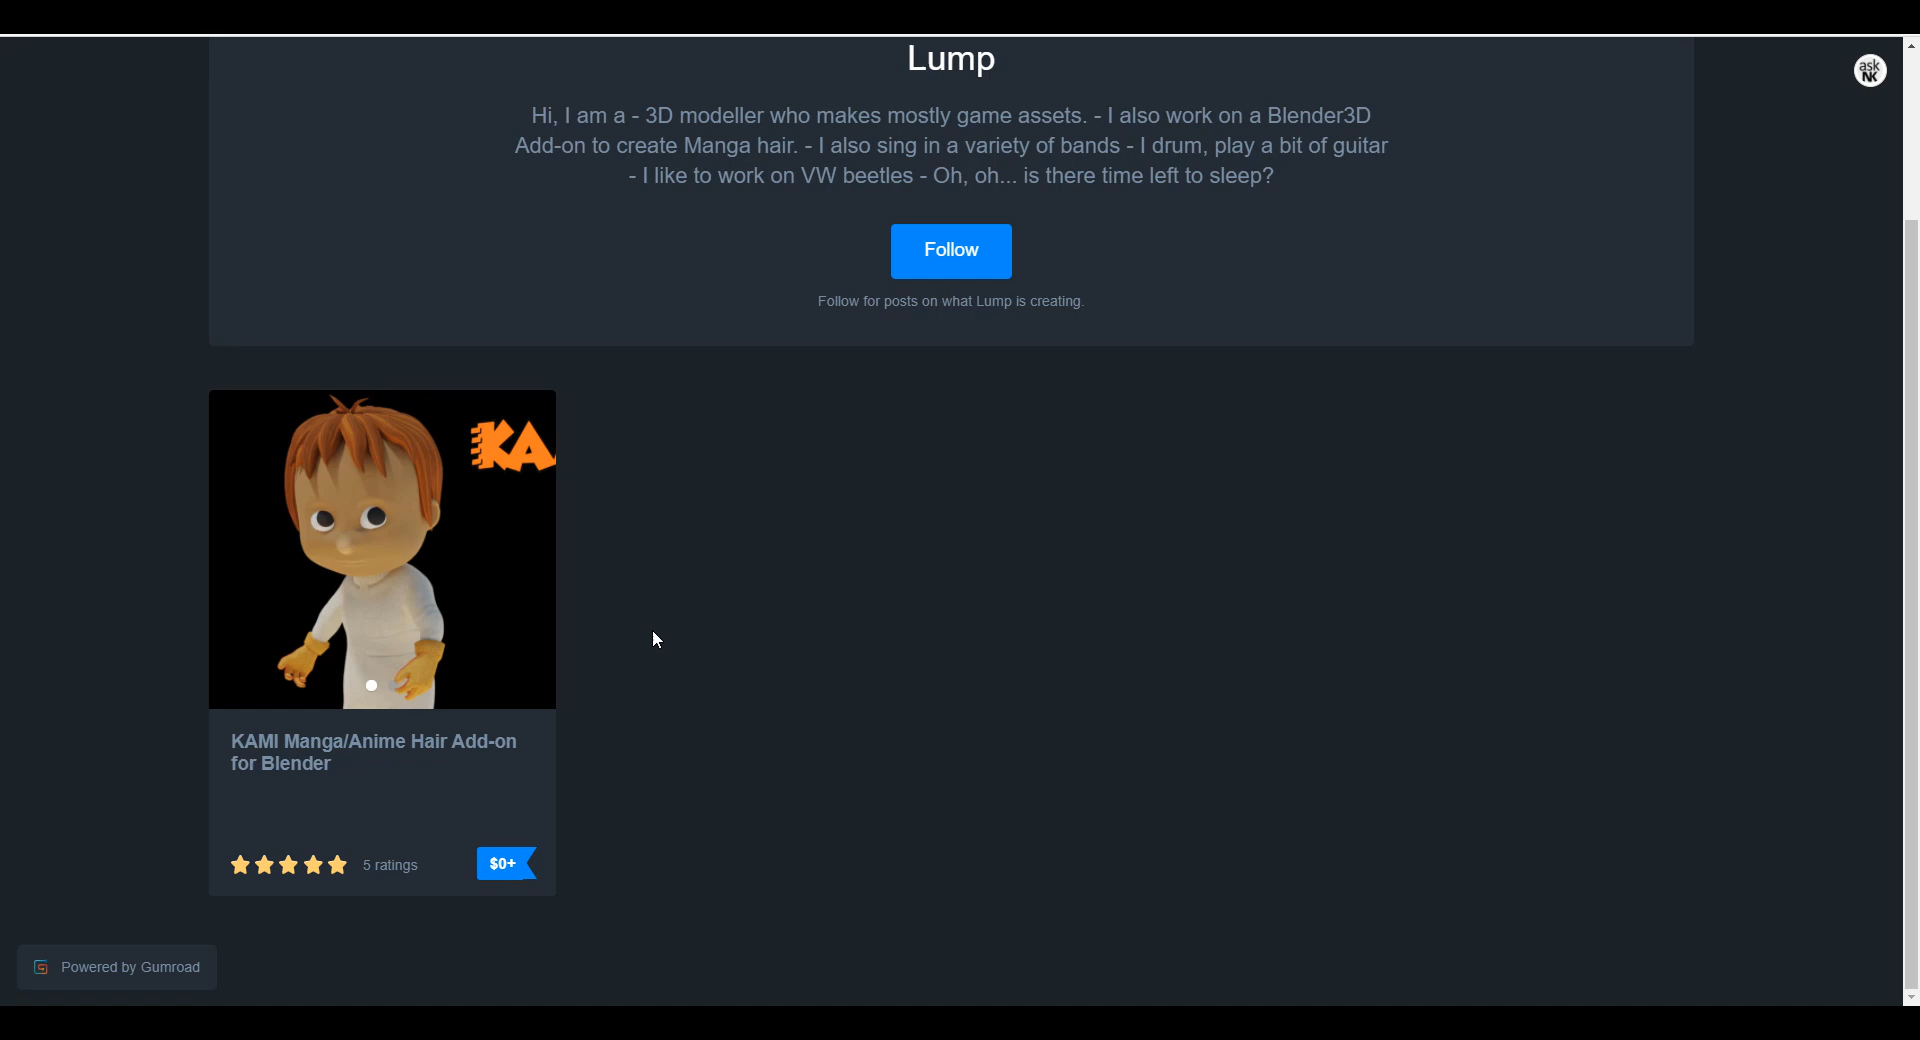 Lump
ask
NK
Hi, I am a - 3D modeller who makes mostly game assets. - I also work on a Blender3D
Add-on to create Manga hair. - I also sing in a variety of bands - I drum, play a bit of guitar
- I like to work on VW beetles - Oh, oh... is there time left to sleep?
Follow
Follow for posts on what Lump is creating.
KA
KAMI Manga/Anime Hair Add-on
for Blender
5 ratings
$0+
Powered by Gumroad